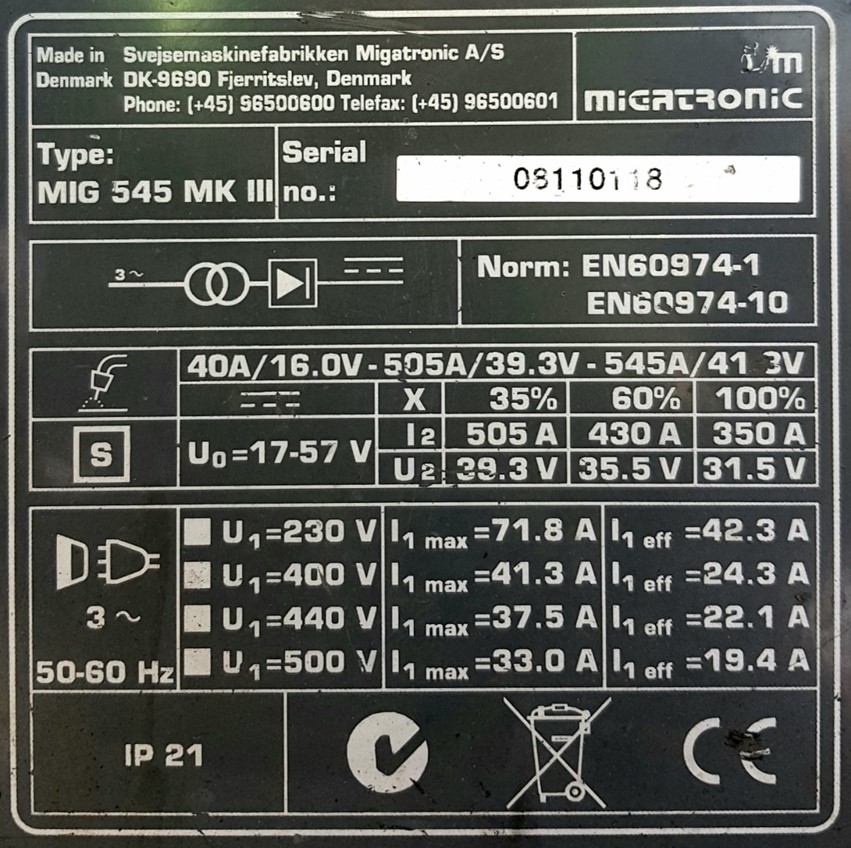 Made in Svejsemaskinefabrikken Migatronic A/S
Denmark DK-9690 Fjerritslev, Denmark
Phone: (+45) 96500600 Telefax: (+45) 96500601
m
MIGATRONIC
Type:
MIG 545 MK III
Serial
no.:
08110118
3~
Norm: EN60974-1
EN60974-10
40A/16.0V-505A/39.3V-545A/41 3V
X 35% 60% 100%
S
U0=17-57 V
I2 505 A 430 A 350 A
U2 39.3 V 35.5 V 31.5 V
U1=230 V I1 max=71.8 A I1 eff =42.3 A
U1=400 V I1 max=41.3 A I1 eff =24.3 A
U1=440 V I1 max=37.5 A I1 eff =22.1 A
U1=500 V I1 max=33.0 A I1 eff =19.4 A
3 ~
50-60 Hz
IP 21
CE